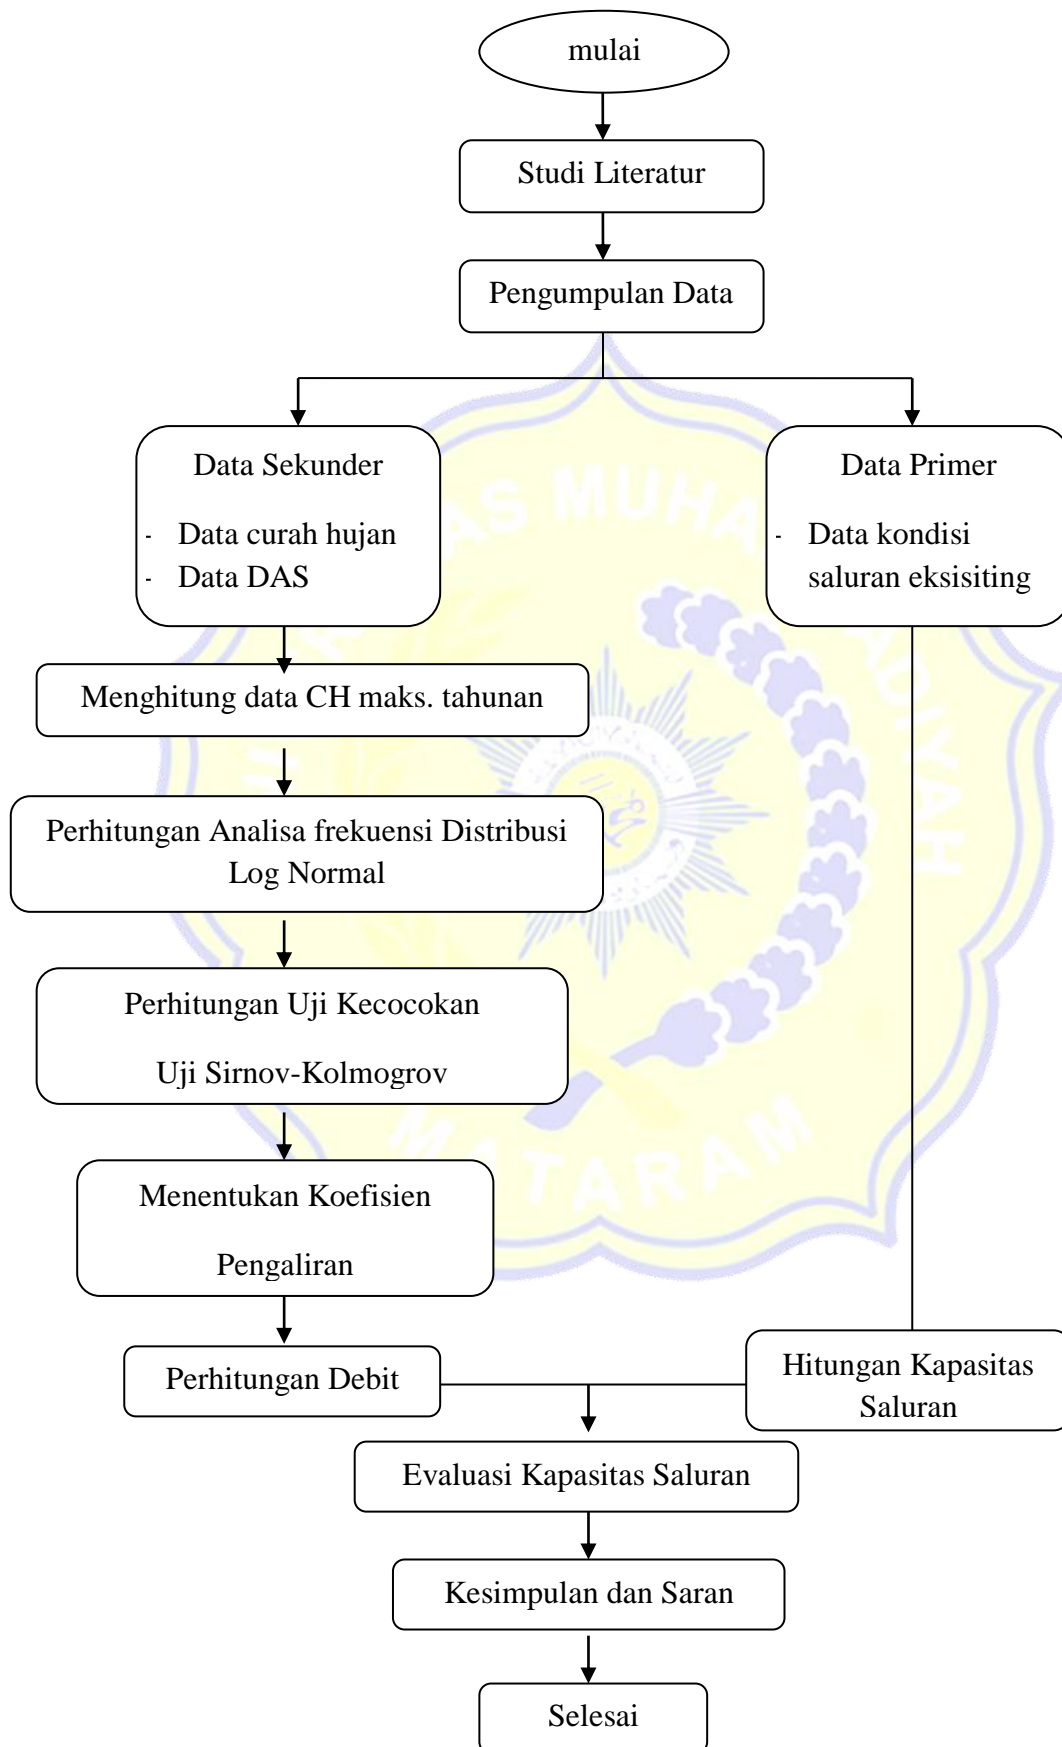 mulai
Studi Literatur
Pengumpulan Data
Data Sekunder
- Data curah hujan
- Data DAS
Data Primer
- Data kondisi
saluran eksisiting
Menghitung data CH maks. tahunan
Perhitungan Analisa frekuensi Distribusi
Log Normal
Perhitungan Uji Kecocokan
Uji Sirnov-Kolmogrov
Menentukan Koefisien
Pengaliran
Perhitungan Debit
Hitungan Kapasitas
Saluran
Evaluasi Kapasitas Saluran
Kesimpulan dan Saran
Selesai
MATARAM